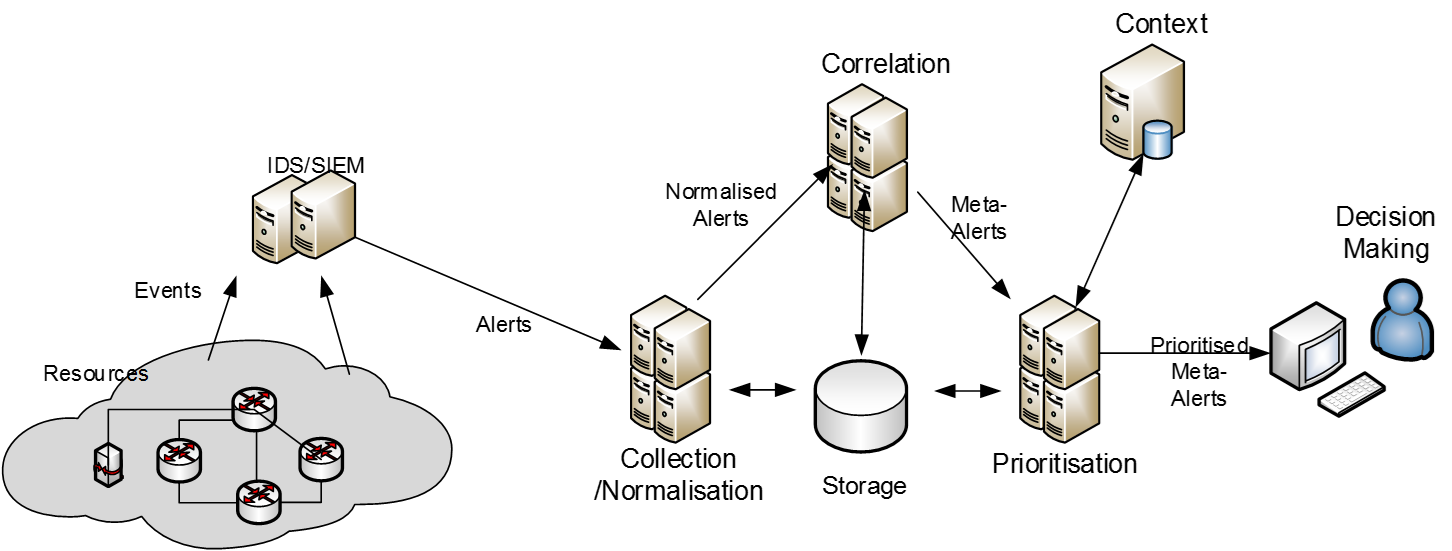 Context
Correlation
IDS/SIEM
Normalised
Alerts
Meta-
Alerts
Decision
Making
Events
Alerts
Resources
Prioritised
Meta-
Alerts
Collection
/Normalisation
Storage
Prioritisation